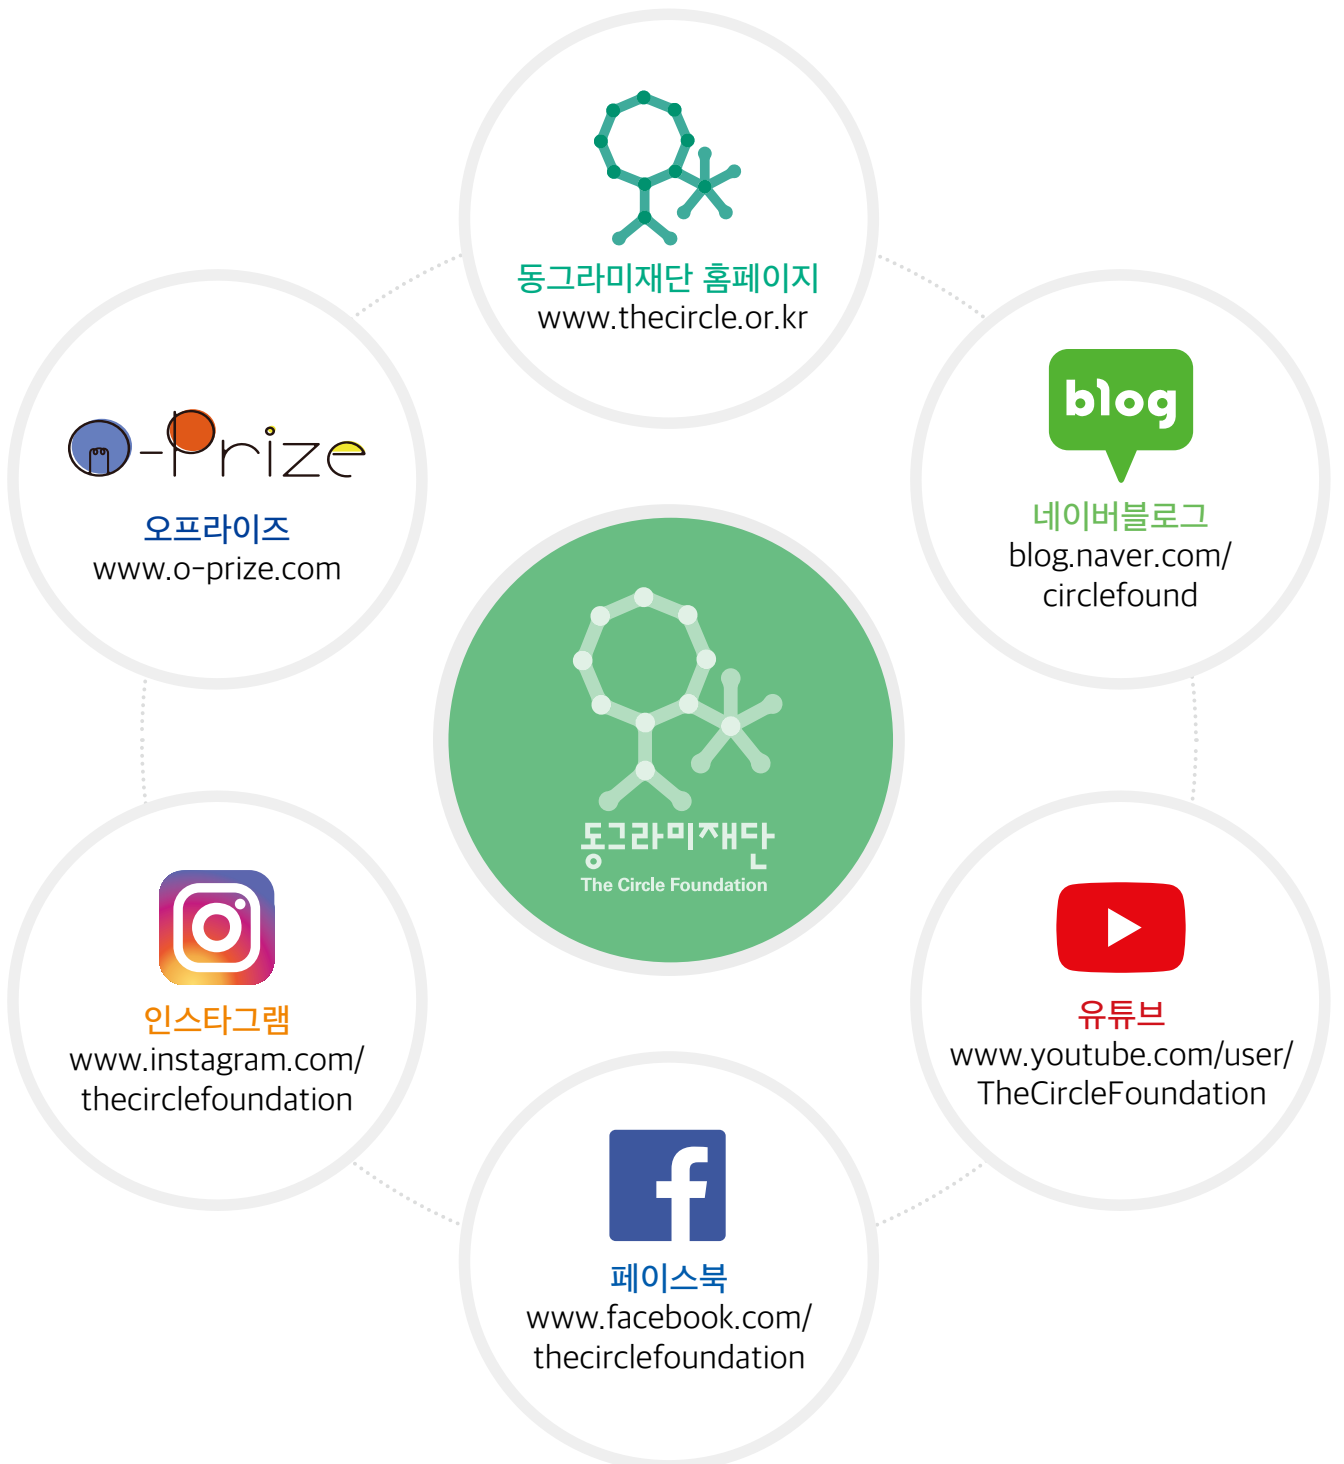 동그라미재단 홈페이지
www.thecircle.or.kr
blog
네이버블로그
blog.naver.com/
circlefound
유튜브
www.youtube.com/user/
TheCircleFoundation
페이스북
www.facebook.com/
thecirclefoundation
인스타그램
www.instagram.com/
thecirclefoundation
o-Prize
오프라이즈
www.o-prize.com
동그라미재단
The Circle Foundation